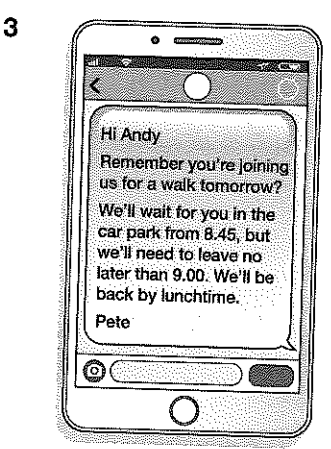 3
Hi Andy
Remember you're joining
us for a walk tomorrow?
We'll wait for you in the
car park from 8.45, but
we'll need to leave no
later than 9.00. We'll be
back by lunchtime.
Pete